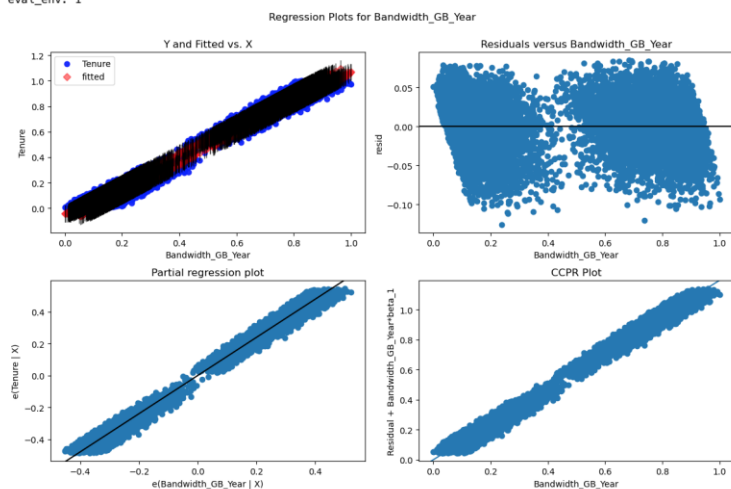 eval_env: 1
Regression Plots for Bandwidth_GB_Year
Y and Fitted vs. X
Tenure
fitted
1.2
1.0
0.8
0.6
0.4
0.2
0.0
Tenure
0.0 0.2 0.4 0.6 0.8 1.0
Bandwidth_GB_Year
Residuals versus Bandwidth_GB_Year
0.05
0.00
−0.05
−0.10
resid
0.0 0.2 0.4 0.6 0.8 1.0
Bandwidth_GB_Year
Partial regression plot
0.4
0.2
0.0
−0.2
−0.4
e(Tenure | X)
−0.4 −0.2 0.0 0.2 0.4
e(Bandwidth_GB_Year | X)
CCPR Plot
1.0
0.8
0.6
0.4
0.2
0.0
Residual + Bandwidth_GB_Year*beta_1
0.0 0.2 0.4 0.6 0.8 1.0
Bandwidth_GB_Year